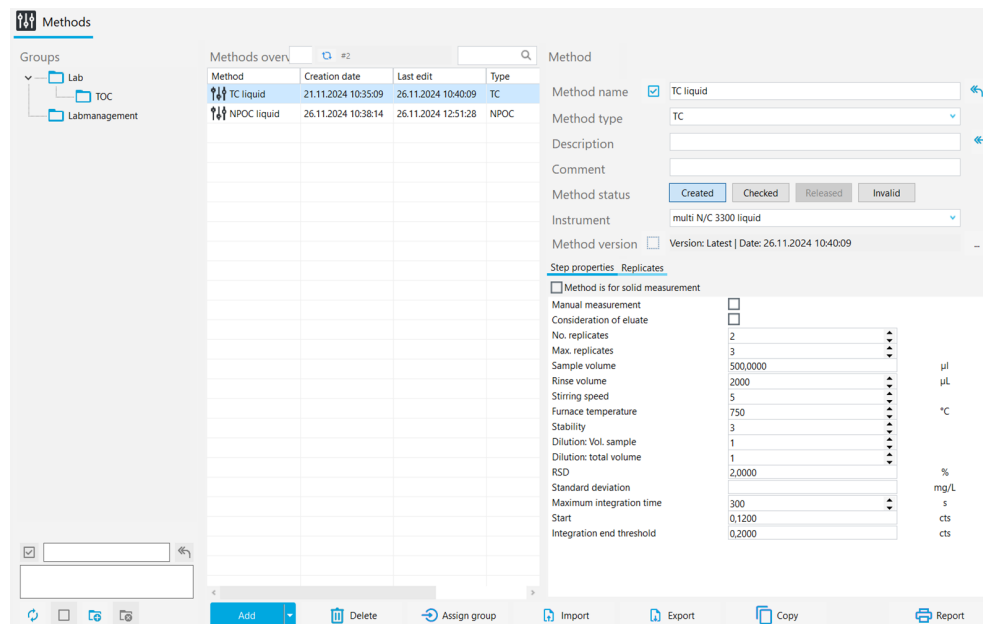 Methods
Groups
Lab
TOC
Labmanagement
Methods overv
#2
Method Creation date Last edit Type
TC liquid 21.11.2024 10:35:09 26.11.2024 10:40:09 TC
NPOC liquid 26.11.2024 10:38:14 26.11.2024 12:51:28 NPOC
Method
Method name TC liquid
Method type TC
Description
Comment
Method status Created Checked Released Invalid
Instrument multi N/C 3300 liquid
Method version Version: Latest | Date: 26.11.2024 10:40:09 ...
Step properties Replicates
Method is for solid measurement
Manual measurement
Consideration of eluate
No. replicates 2
Max. replicates 3
Sample volume 500,0000 µl
Rinse volume 2000 µL
Stirring speed 5
Furnace temperature 750 °C
Stability 3
Dilution: Vol. sample 1
Dilution: total volume 1
RSD 2,0000 %
Standard deviation mg/L
Maximum integration time 300 s
Start 0,1200 cts
Integration end threshold 0,2000 cts
Add Delete Assign group Import Export Copy Report